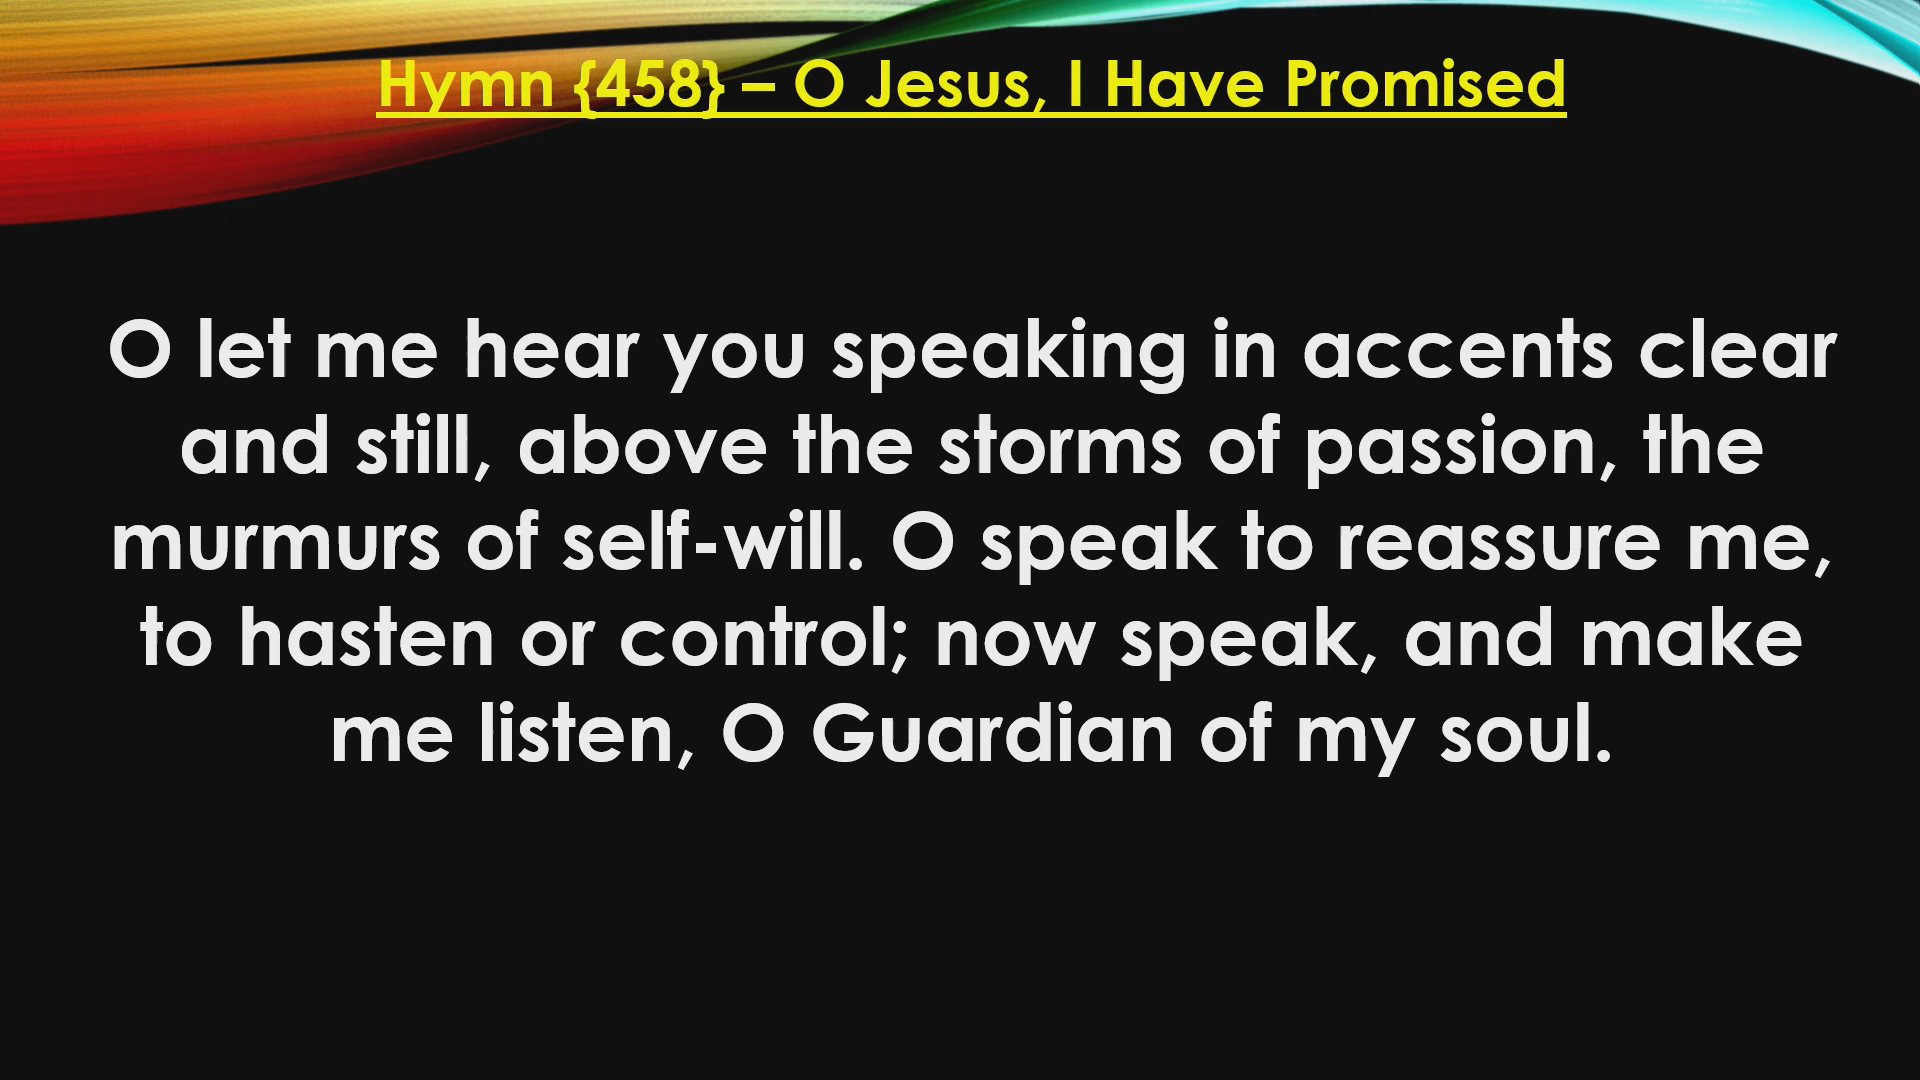 Hymn {458} – O Jesus, I Have Promised
O let me hear you speaking in accents clear
and still, above the storms of passion, the
murmurs of self-will. O speak to reassure me,
to hasten or control; now speak, and make
me listen, O Guardian of my soul.